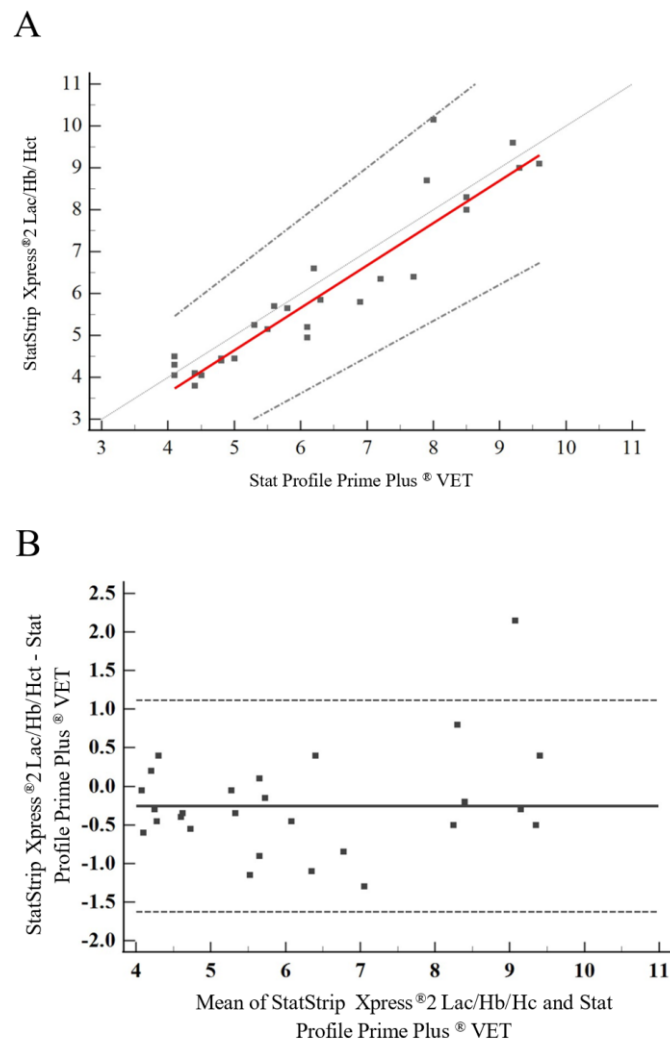 A
11
10
9
8
7
6
5
4
3
StatStrip Xpress®2 Lac/Hb/Hct
3 4 5 6 7 8 9 10 11
Stat Profile Prime Plus ® VET
B
2.5
2.0
1.5
1.0
0.5
0.0
-0.5
-1.0
-1.5
-2.0
StatStrip Xpress®2 Lac/Hb/Hct - Stat
Profile Prime Plus ® VET
4 5 6 7 8 9 10 11
Mean of StatStrip Xpress®2 Lac/Hb/Hc and Stat
Profile Prime Plus ® VET